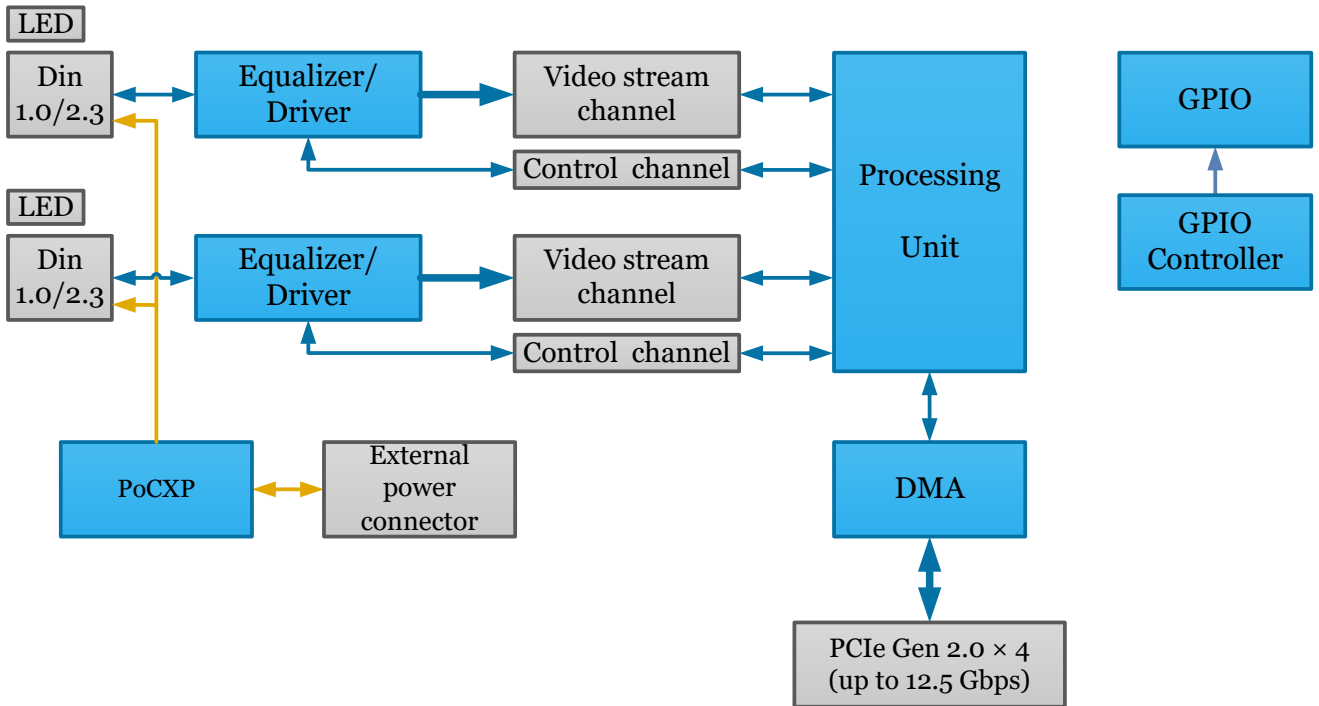 LED
Din
1.0/2.3
Equalizer/
Driver
Video stream
channel
Control channel
LED
Din
1.0/2.3
Equalizer/
Driver
Video stream
channel
Control channel
Processing
Unit
GPIO
GPIO
Controller
PoCXP
External
power
connector
DMA
PCIe Gen 2.0 × 4
(up to 12.5 Gbps)